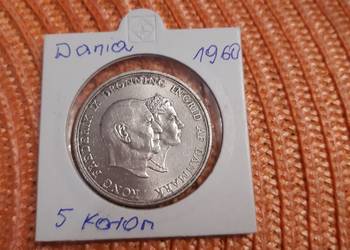 Dania 1960
KONG FREDERIK IX DRONNING INGRID AF DANMARK
5 Koron